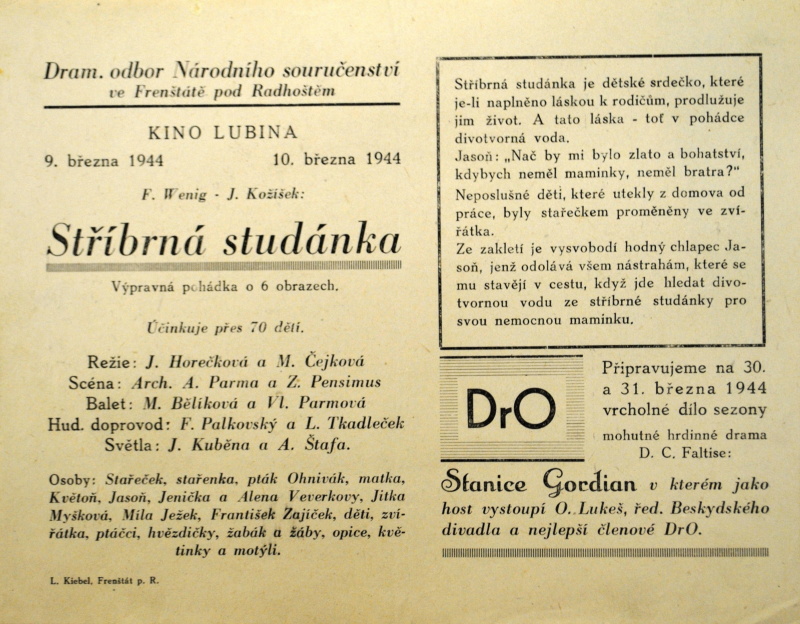 Dram. odbor Národního souručenství
ve Frenštátě pod Radhoštěm
KINO LUBINA
9. března 1944 10. března 1944
F. Wenig - J. Kožíšek:
Stříbrná studánka
Výpravná pohádka o 6 obrazech.
Účinkuje přes 70 dětí.
Režie: J. Horečková a M. Čejková
Scéna: Arch. A. Parma a Z. Pensimus
Balet: M. Bělíková a Vl. Parmová
Hud. doprovod: F. Palkovský a L. Tkadleček
Světla: J. Kuběna a A. Štafa.
Osoby: Stařeček, stařenka, pták Ohnivák, matka,
Květoň, Jasoň, Jenička a Alena Veverkovy, Jitka
Myšková, Míla Ježek, František Zajíček, děti, zví-
řátka, ptáčci, hvězdičky, žabák a žáby, opice, kvě-
tinky a motýli.
L. Kiebel, Frenštát p. R.
Stříbrná studánka je dětské srdečko, které
je-li naplněno láskou k rodičům, prodlužuje
jim život. A tato láska - toť v pohádce
divotvorná voda.
Jasoň: „Nač by mi bylo zlato a bohatství,
kdybych neměl maminky, neměl bratra?"
Neposlušné děti, které utekly z domova od
práce, byly stařečkem proměněny ve zví-
řátka.
Ze zakletí je vysvobodí hodný chlapec Ja-
soň, jenž odolává všem nástrahám, které se
mu stavějí v cestu, když jde hledat divo-
tvornou vodu ze stříbrné studánky pro
svou nemocnou maminku.
DrO
Připravujeme na 30.
a 31. března 1944
vrcholné dílo sezony
mohutné hrdinné drama
D. C. Faltise:
Stanice Gordian v kterém jako
host vystoupí O. Lukeš, řed. Beskydského
divadla a nejlepší členové DrO.